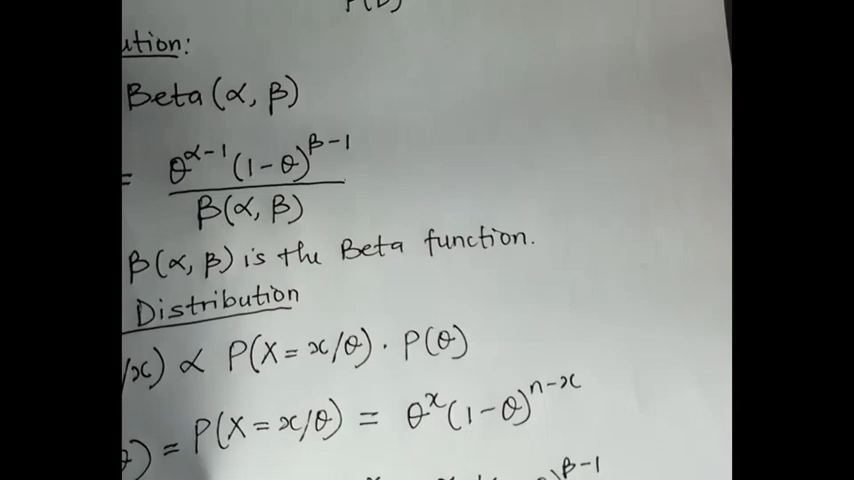 ution:
Beta(α, β)
= θ^{α-1} (1-θ)^{β-1} / β(α, β)
β(α, β) is the Beta function.
Distribution
/x) ∝ P(X = x/θ) · P(θ)
θ) = P(X = x/θ) = θ^x (1-θ)^{n-x}